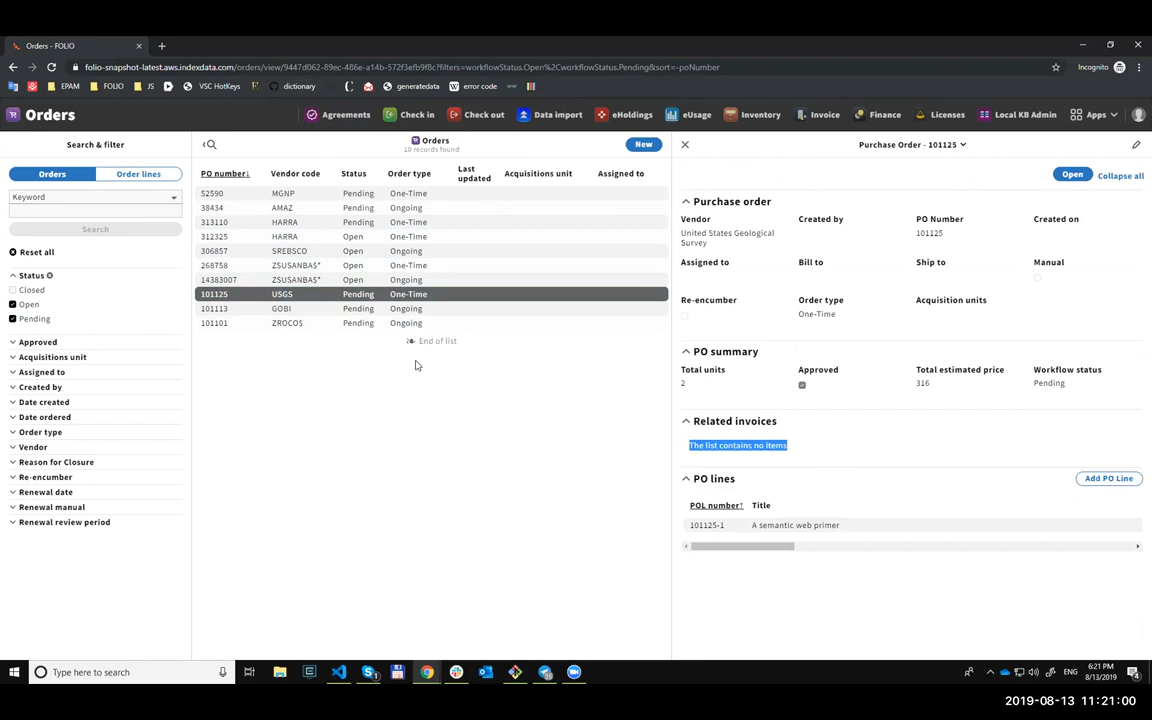 Orders - FOLIO
folio-snapshot-latest.aws.indexdata.com/orders/view/9447d062-89ec-486e-a14b-572f3efb9f8c?filters=workflowStatus.Open%2CworkflowStatus.Pending&sort=-poNumber
Incognito
EPAM FOLIO JS VSC HotKeys dictionary generatedata error code
Orders Agreements Check in Check out Data import eHoldings eUsage Inventory Invoice Finance Licenses Local KB Admin Apps
Search & filter
Orders Order lines
Keyword
Search
Reset all
Status
Closed
Open
Pending
Approved
Acquisitions unit
Assigned to
Created by
Date created
Date ordered
Order type
Vendor
Reason for Closure
Re-encumber
Renewal date
Renewal manual
Renewal review period
Orders
10 records found
New
PO number↓ Vendor code Status Order type Last updated Acquisitions unit Assigned to
52590 MGNP Pending One-Time
38434 AMAZ Pending Ongoing
313110 HARRA Pending One-Time
312325 HARRA Open One-Time
306857 SREBSCO Open Ongoing
268758 ZSUSANBA$* Open One-Time
14383007 ZSUSANBA$* Open Ongoing
101125 USGS Pending One-Time
101113 GOBI Pending Ongoing
101101 ZROCO$ Pending Ongoing
End of list
Purchase Order - 101125
Open Collapse all
Purchase order
Vendor Created by PO Number Created on
United States Geological Survey 101125
Assigned to Bill to Ship to Manual
Re-encumber Order type Acquisition units
One-Time
PO summary
Total units Approved Total estimated price Workflow status
2 316 Pending
Related invoices
The list contains no items
PO lines
Add PO Line
POL number↑ Title
101125-1 A semantic web primer
Type here to search
ENG
6:21 PM
8/13/2019
2019-08-13 11:21:00